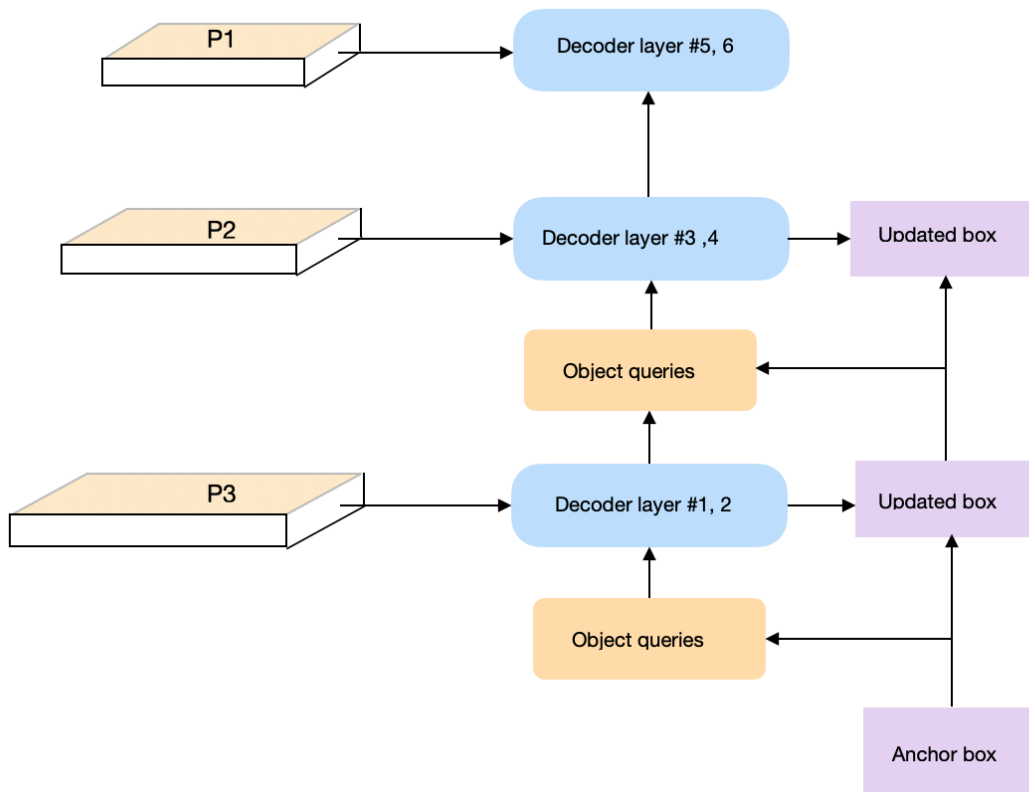 P1
Decoder layer #5, 6
P2
Decoder layer #3 ,4
Updated box
Object queries
P3
Decoder layer #1, 2
Updated box
Object queries
Anchor box